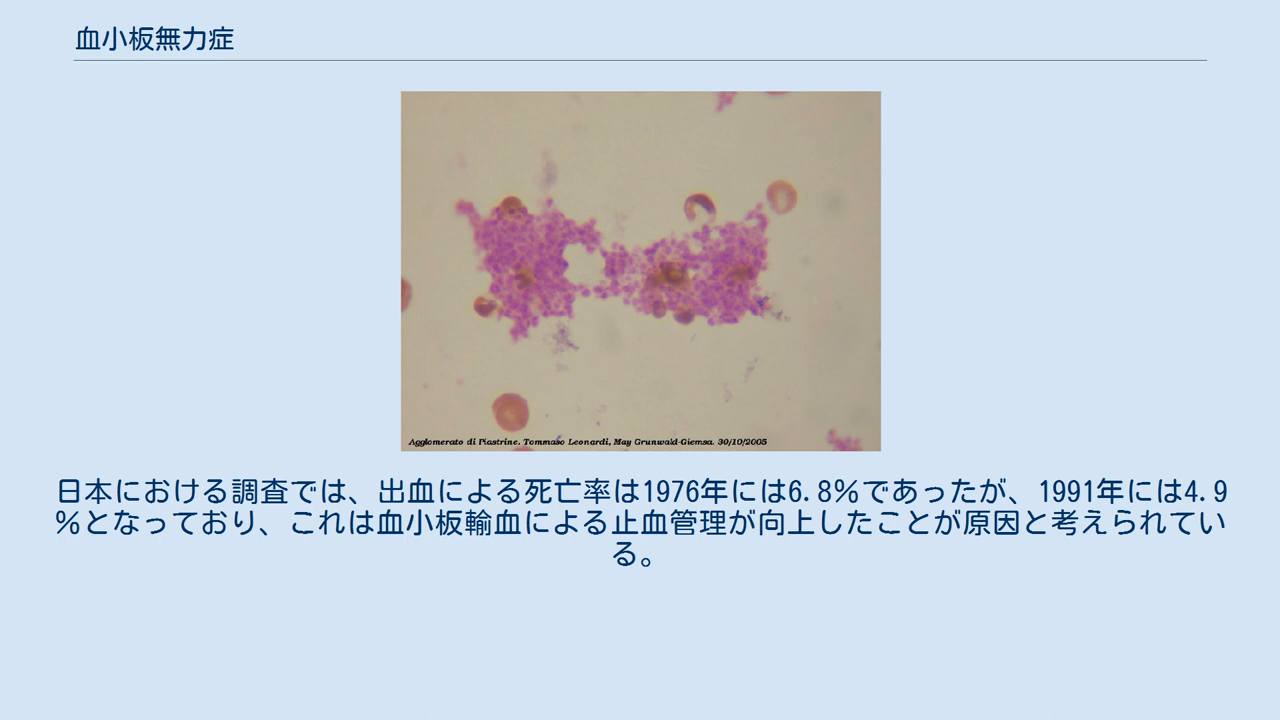 血小板無力症
Agglomerato di Piastrine. Tommaso Leonardi, May Grunwald-Giemsa. 30/10/2005
日本における調査では、出血による死亡率は1976年には6.8％であったが、1991年には4.9
％となっており、これは血小板輸血による止血管理が向上したことが原因と考えられてい
る。